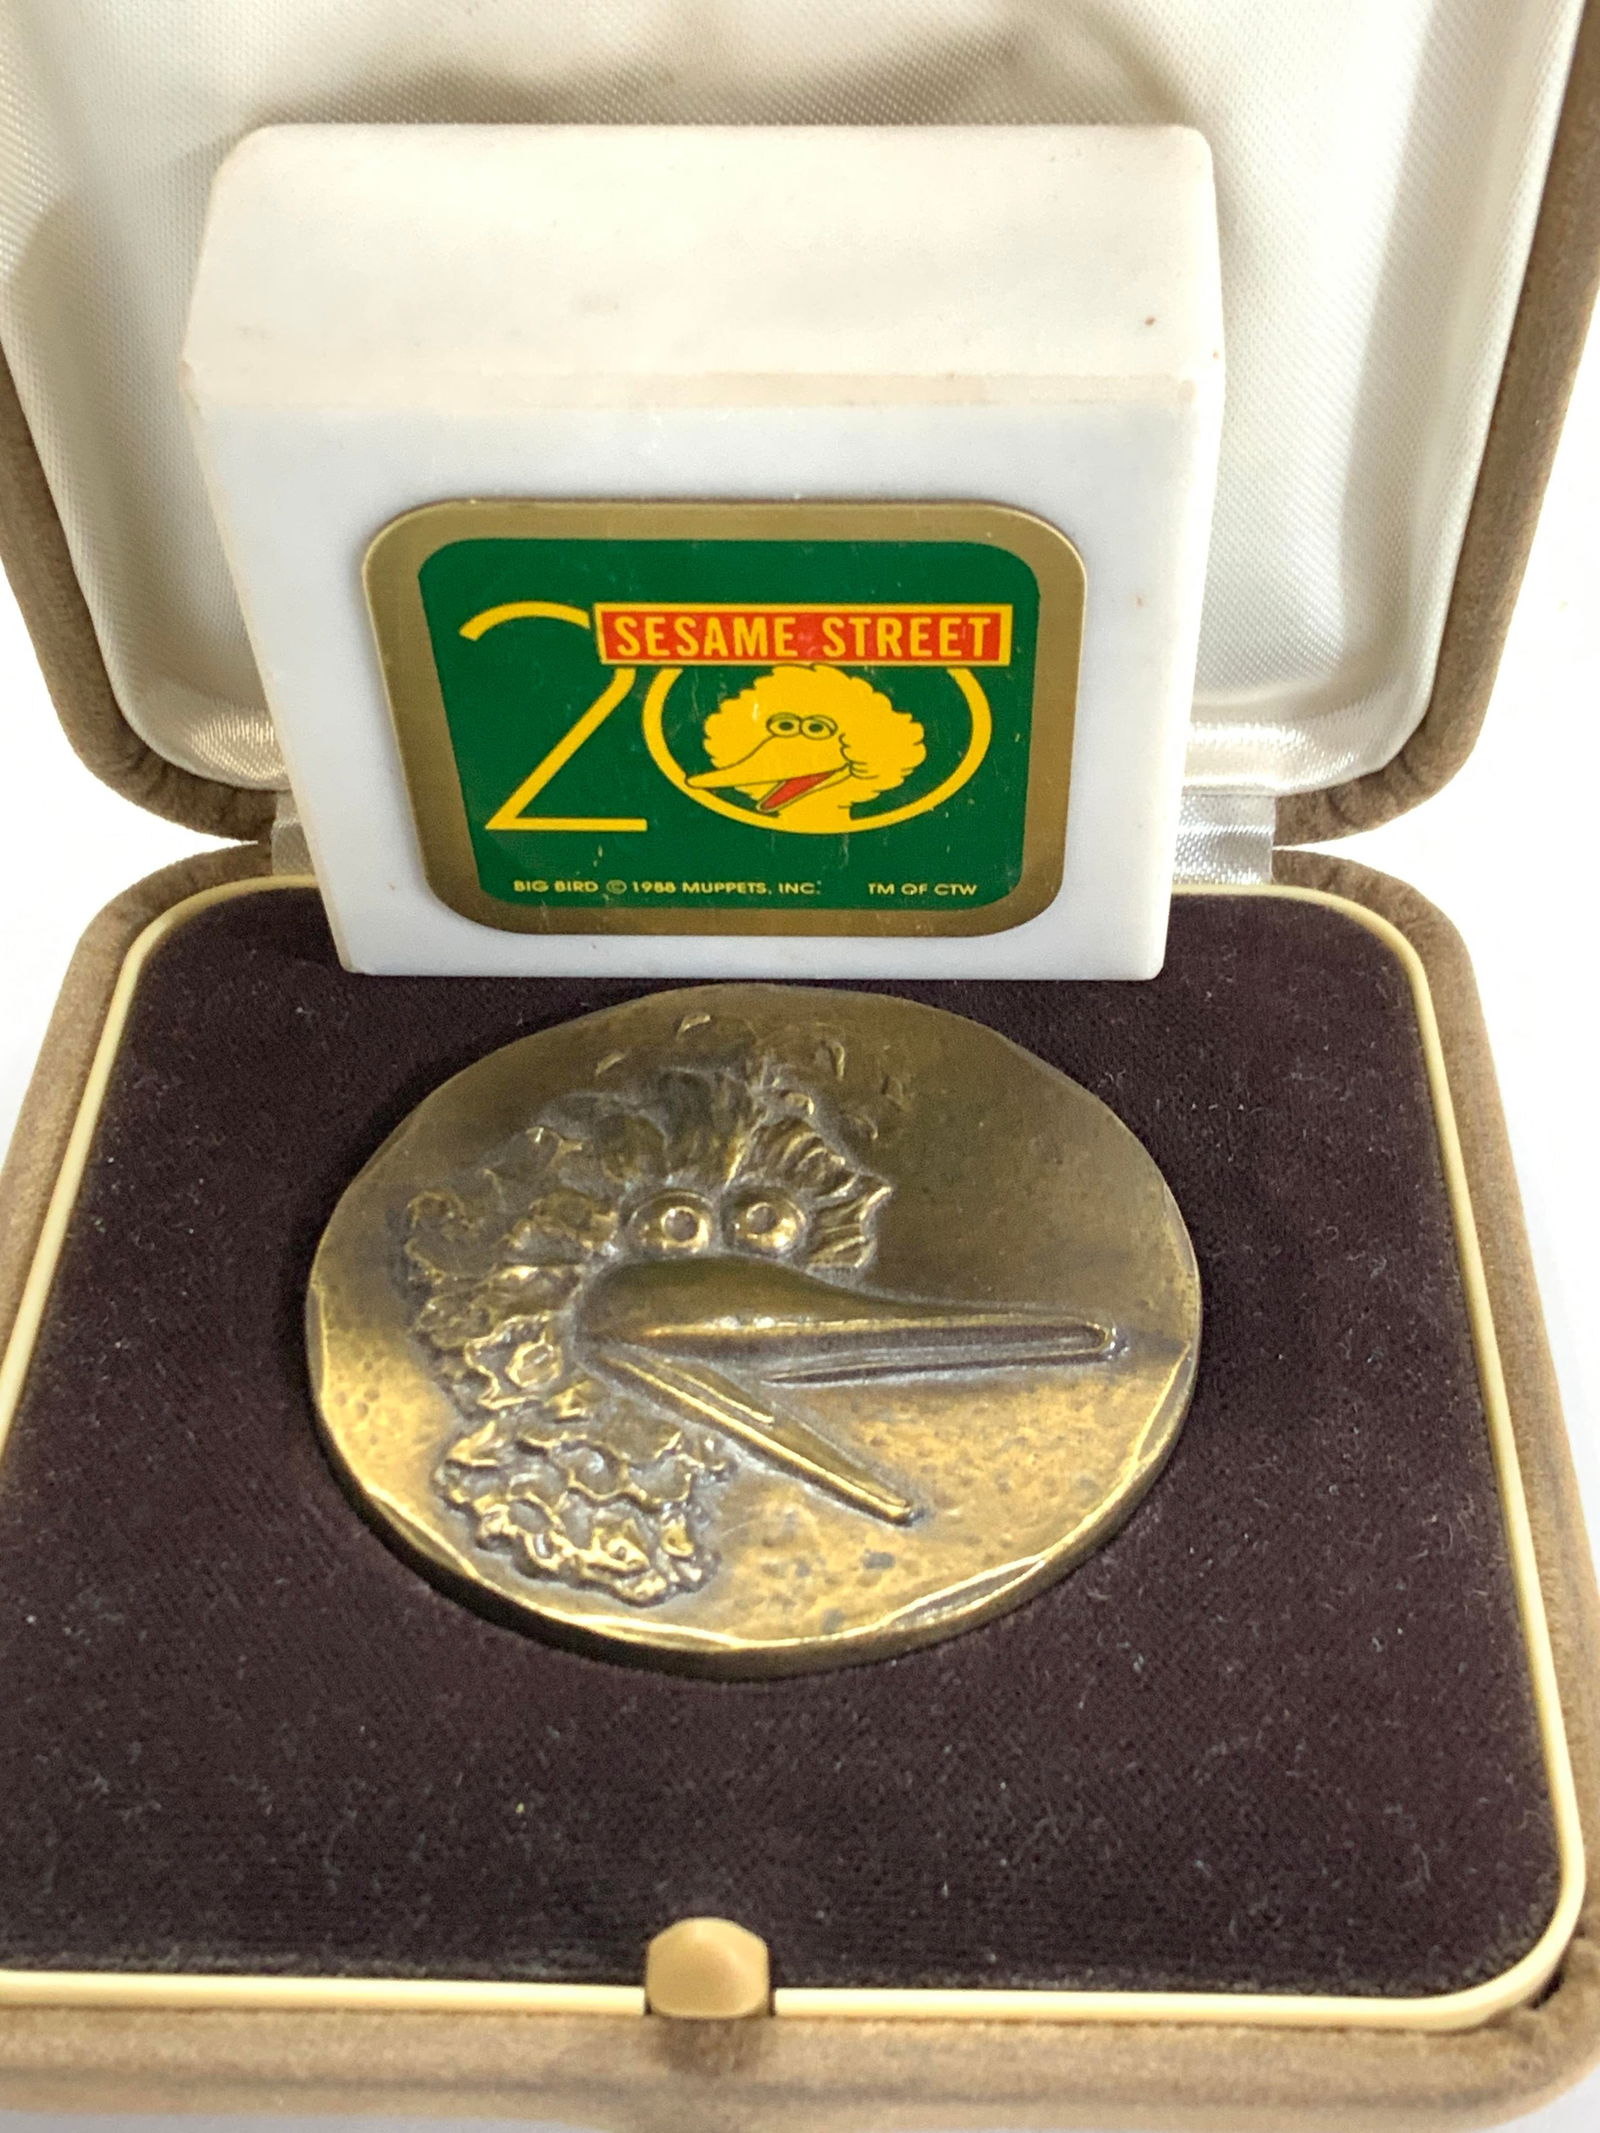 20
SESAME STREET
BIG BIRD © 1988 MUPPETS, INC. TM OF CTW